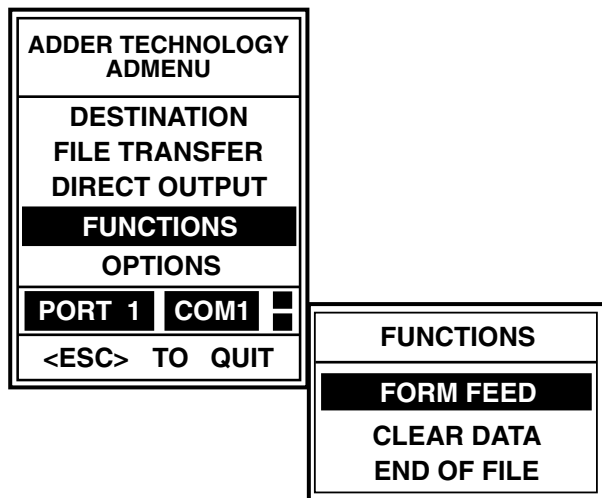 ADDER TECHNOLOGY
ADMENU
DESTINATION
FILE TRANSFER
DIRECT OUTPUT
FUNCTIONS
OPTIONS
PORT 1 COM1
<ESC> TO QUIT
FUNCTIONS
FORM FEED
CLEAR DATA
END OF FILE